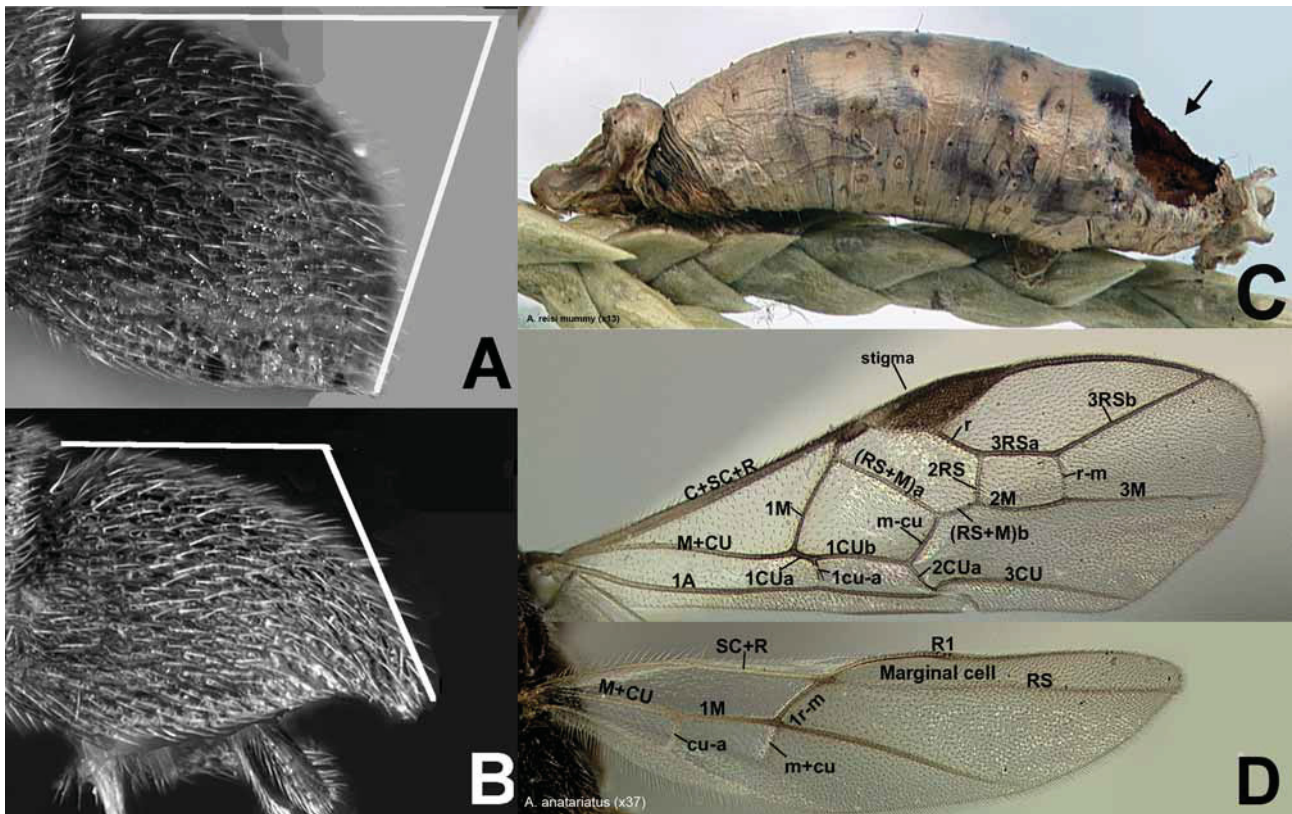 A
B
C
A. reisi mummy (x13)
stigma
3RSb
r
3RSa
C+SC+R
(RS+M)a
2RS
r-m
1M
2M
3M
m-cu
(RS+M)b
M+CU
1CUb
1A
1CUa
1cu-a
2CUa
3CU
SC+R
R1
Marginal cell
RS
M+CU
1M
1r-m
cu-a
m+cu
D
A. anatariatus (x37)